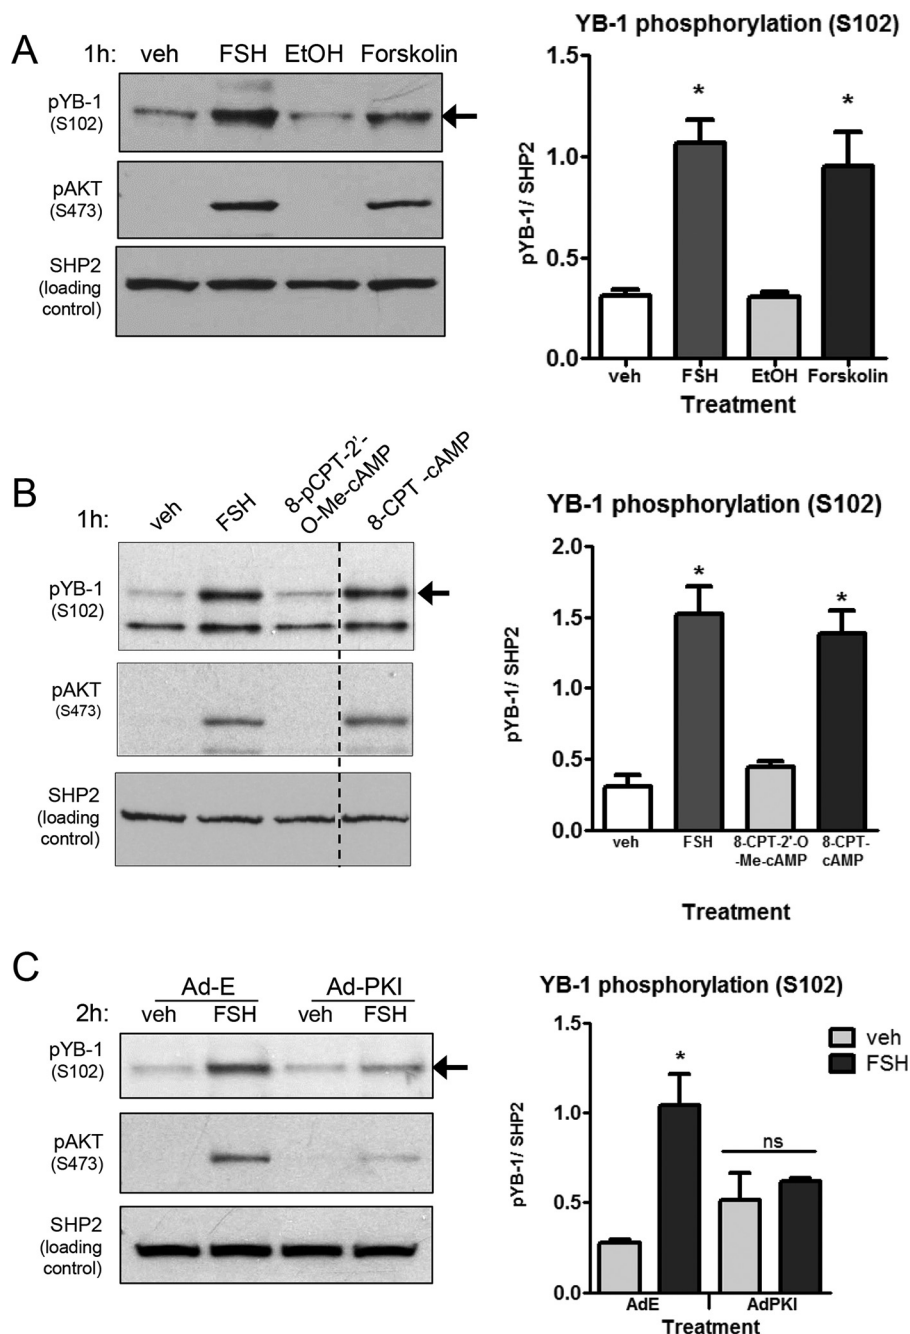 A
1h: veh FSH EtOH Forskolin
pYB-1
(S102)
pAKT
(S473)
SHP2
(loading
control)
YB-1 phosphorylation (S102)
pYB-1/ SHP2
1.5
1.0
0.5
0.0
* *
veh FSH EtOH Forskolin
Treatment
B
1h: veh FSH 8-pCPT-2'-
O-Me-cAMP 8-CPT -cAMP
pYB-1
(S102)
pAKT
(S473)
SHP2
(loading
control)
YB-1 phosphorylation (S102)
pYB-1/ SHP2
2.0
1.5
1.0
0.5
0.0
* *
veh FSH 8-CPT-2'-O 8-CPT-
-Me-cAMP cAMP
Treatment
C
Ad-E Ad-PKI
2h: veh FSH veh FSH
pYB-1
(S102)
pAKT
(S473)
SHP2
(loading
control)
YB-1 phosphorylation (S102)
pYB-1/ SHP2
1.5
1.0
0.5
0.0
*
ns
veh
FSH
AdE AdPKI
Treatment